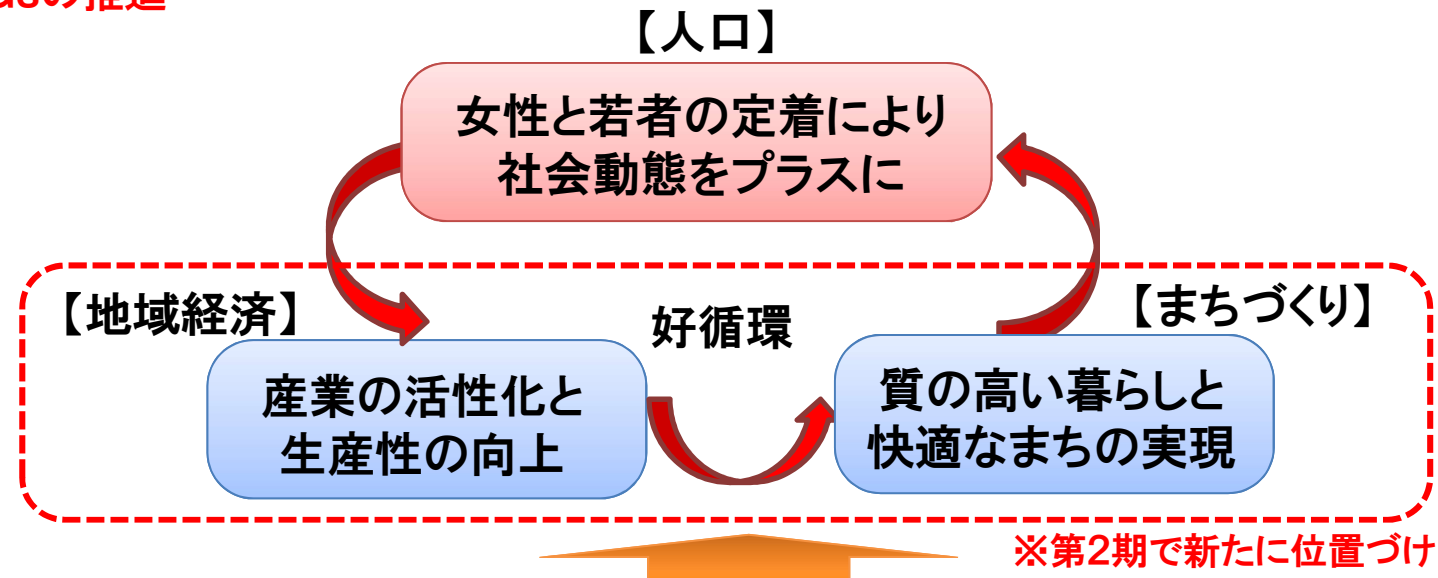 の推進
【人口】
女性と若者の定着により
社会動態をプラスに
【地域経済】
好循環
【まちづくり】
産業の活性化と
生産性の向上
質の高い暮らしと
快適なまちの実現
※第2期で新たに位置づけ